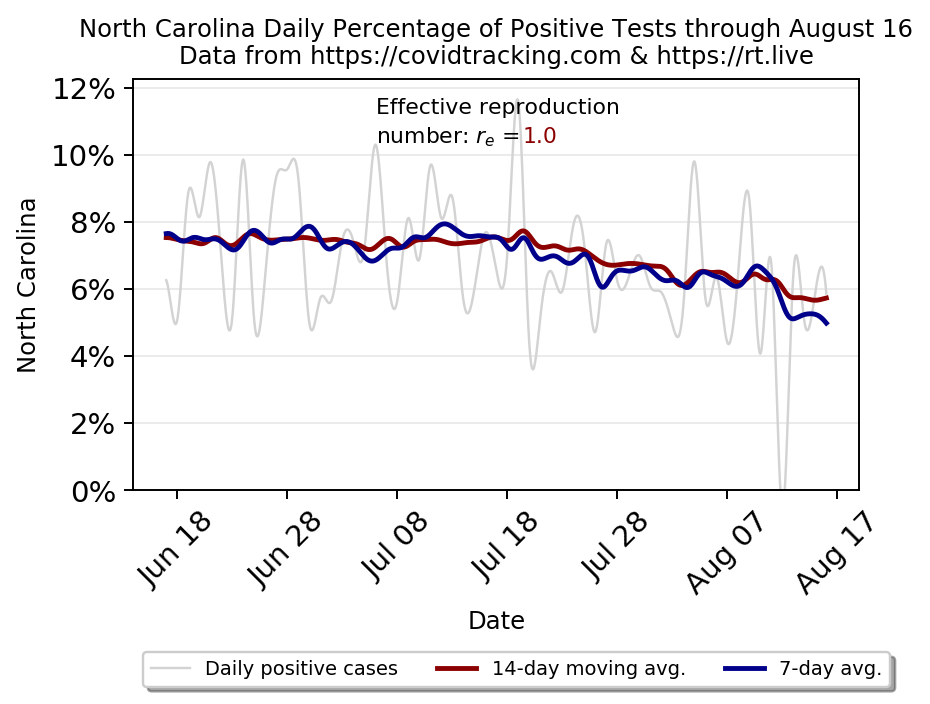 North Carolina Daily Percentage of Positive Tests through August 16
Data from https://covidtracking.com & https://rt.live
12%
10%
8%
6%
4%
2%
0%
North Carolina
Effective reproduction
number: rₑ =1.0
Jun 18
Jun 28
Jul 08
Jul 18
Jul 28
Aug 07
Aug 17
Date
Daily positive cases
14-day moving avg.
7-day avg.